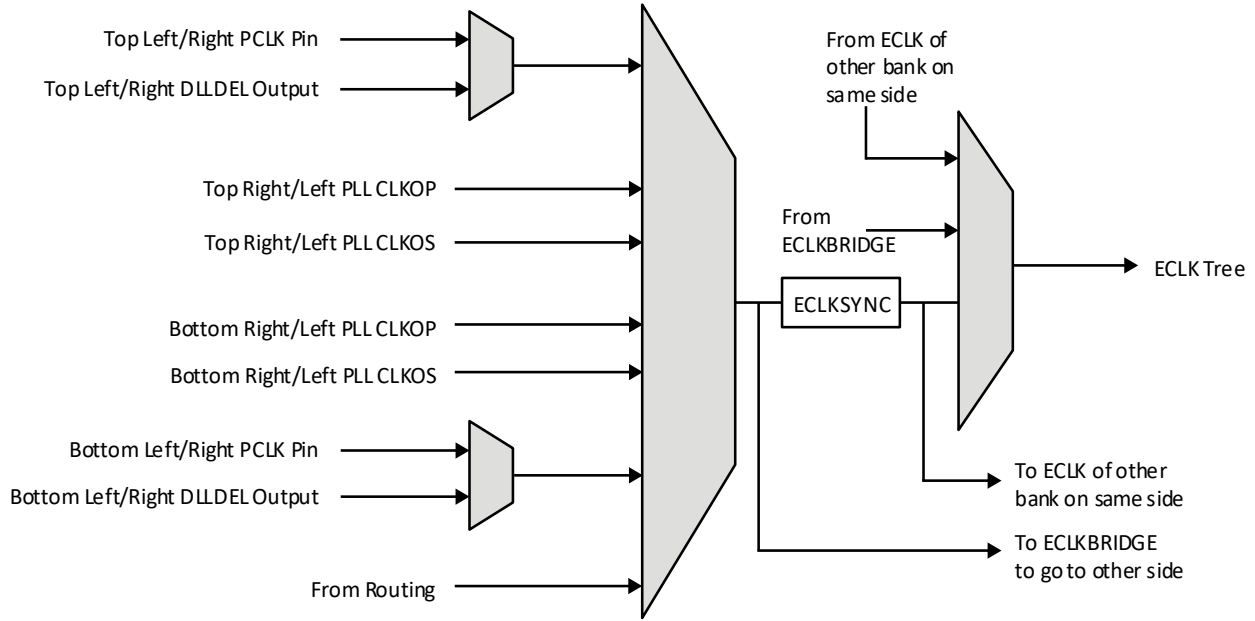 Top Left/Right PCLK Pin
Top Left/Right DLLDEL Output
Top Right/Left PLL CLKOP
Top Right/Left PLL CLKOS
Bottom Right/Left PLL CLKOP
Bottom Right/Left PLL CLKOS
Bottom Left/Right PCLK Pin
Bottom Left/Right DLLDEL Output
From Routing
From ECLK of
other bank on
same side
From
ECLKBRIDGE
ECLKSYNC
ECLK Tree
To ECLK of other
bank on same side
To ECLKBRIDGE
to go to other side